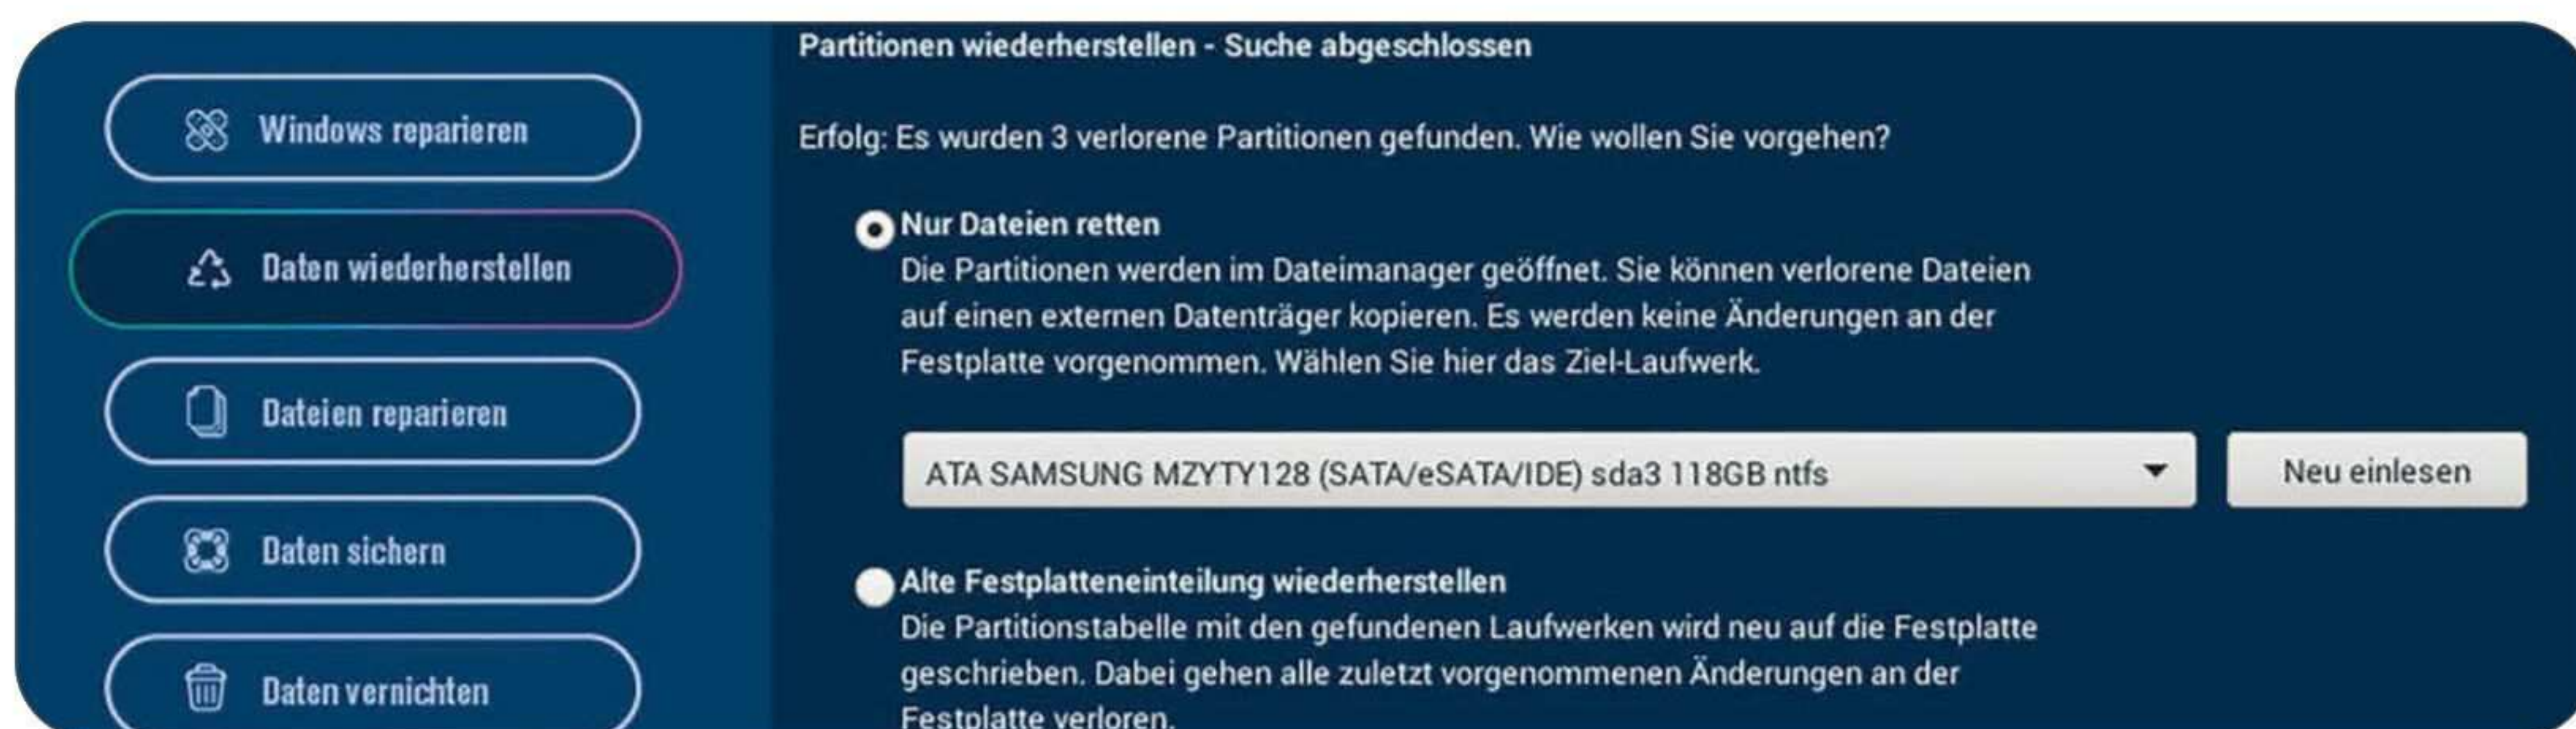 Windows reparieren
Daten wiederherstellen
Dateien reparieren
Daten sichern
Daten vernichten
Partitionen wiederherstellen - Suche abgeschlossen
Erfolg: Es wurden 3 verlorene Partitionen gefunden. Wie wollen Sie vorgehen?
Nur Dateien retten
Die Partitionen werden im Dateimanager geöffnet. Sie können verlorene Dateien
auf einen externen Datenträger kopieren. Es werden keine Änderungen an der
Festplatte vorgenommen. Wählen Sie hier das Ziel-Laufwerk.
ATA SAMSUNG MZYTY128 (SATA/eSATA/IDE) sda3 118GB ntfs
Neu einlesen
Alte Festplatteneinteilung wiederherstellen
Die Partitionstabelle mit den gefundenen Laufwerken wird neu auf die Festplatte
geschrieben. Dabei gehen alle zuletzt vorgenommenen Änderungen an der
Festplatte verloren.